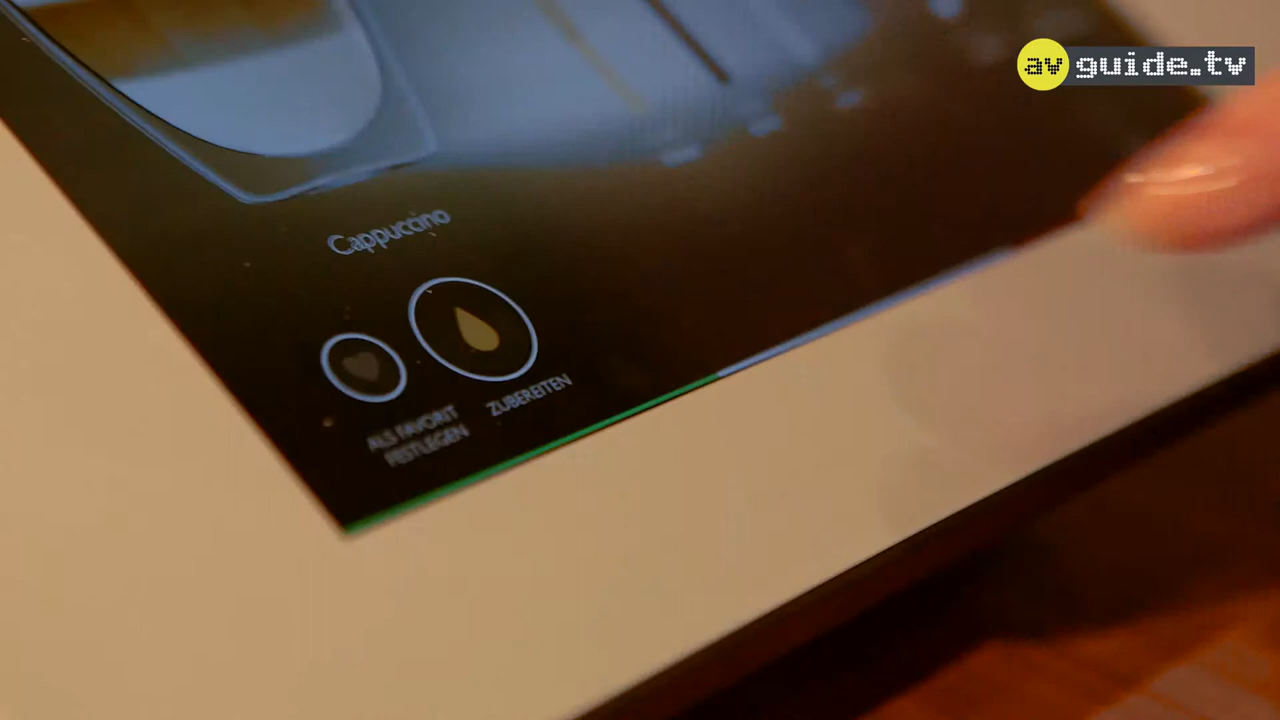 av guide.tv
Cappuccino
ALS FAVORIT
FESTLEGEN
ZUBEREITEN